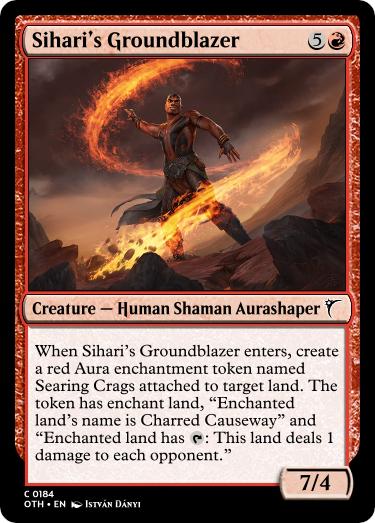 Sihari's Groundblazer 5
Creature — Human Shaman Aurashaper
When Sihari's Groundblazer enters, create
a red Aura enchantment token named
Searing Crags attached to target land. The
token has enchant land, “Enchanted
land's name is Charred Causeway” and
“Enchanted land has : This land deals 1
damage to each opponent.”
7/4
C 0184
OTH • EN István Dányi